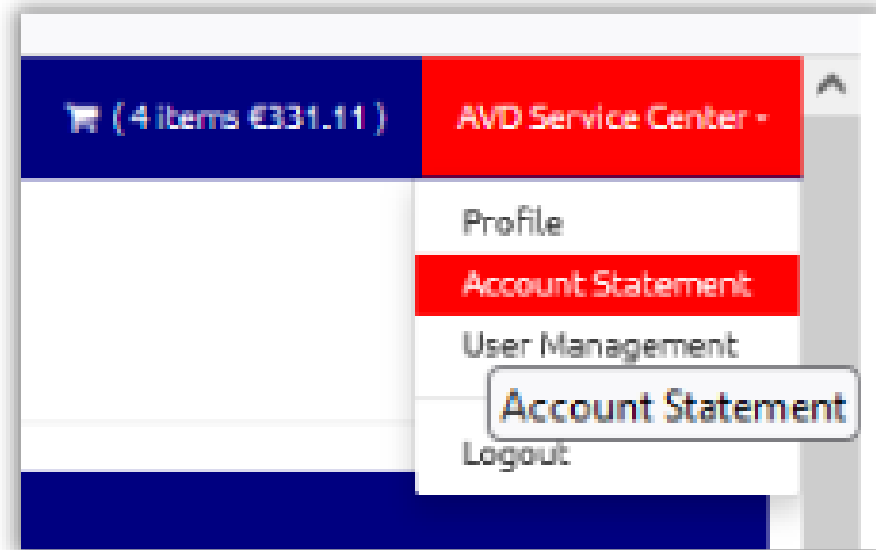 ( 4 items €331.11 ) AVD Service Center
Profile
Account Statement
User Management
Account Statement
Logout